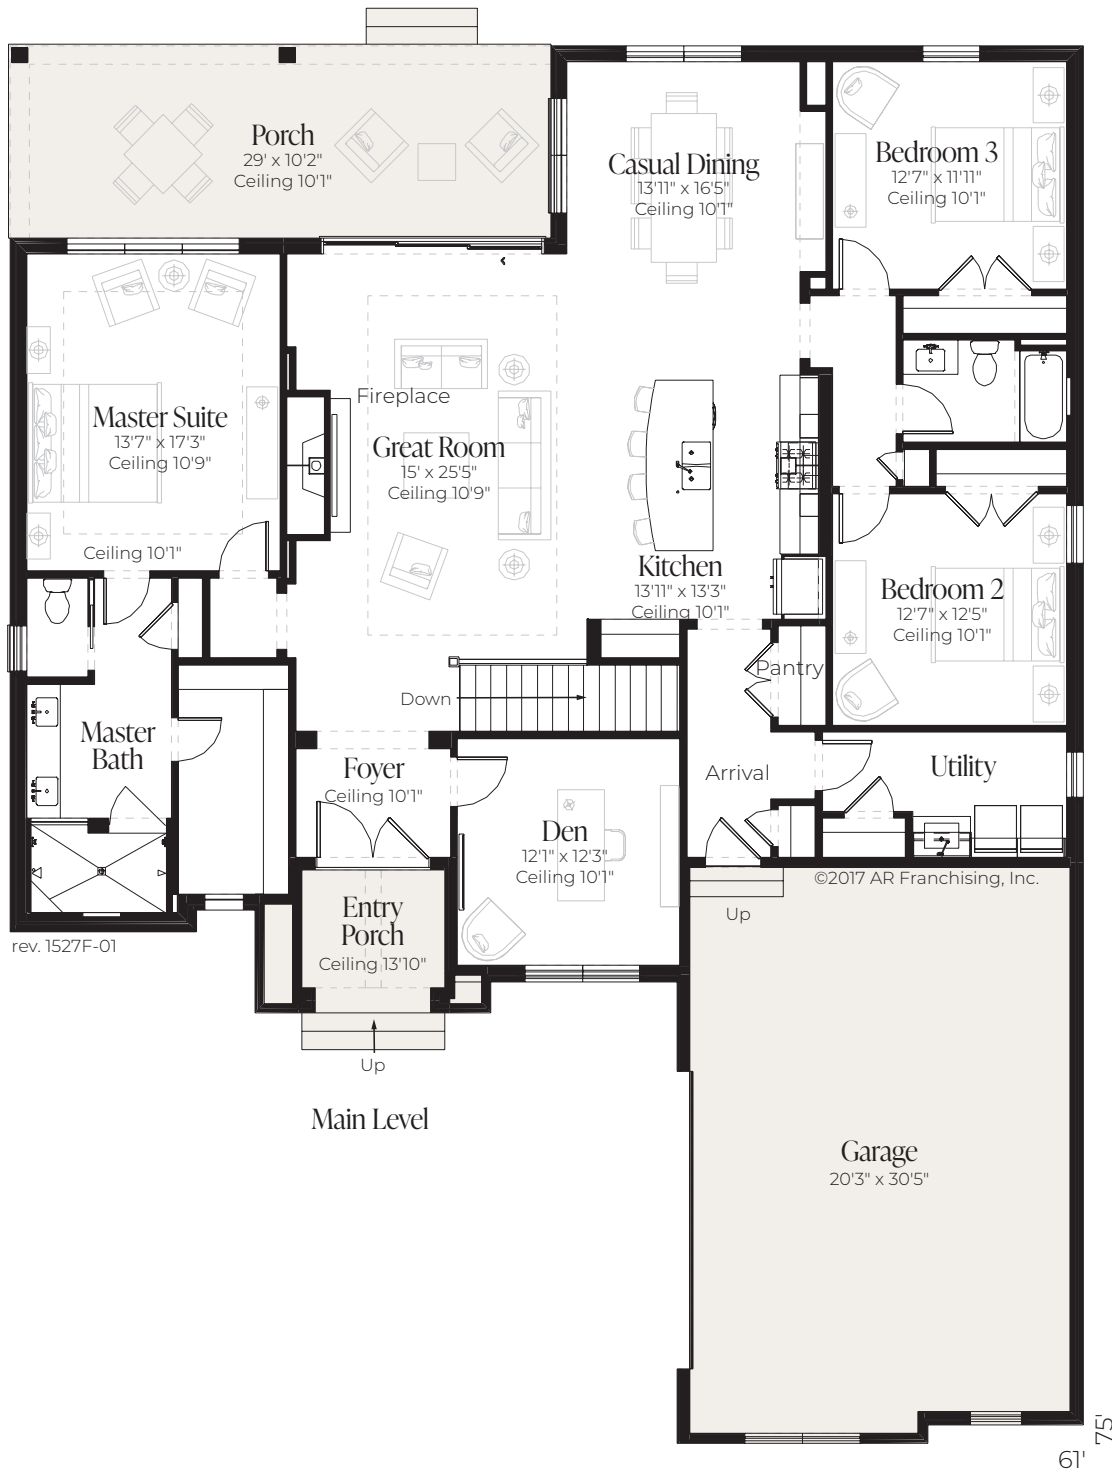 Porch
29' x 10'2"
Ceiling 10'1"
Casual Dining
13'11" x 16'5"
Ceiling 10'1"
Bedroom 3
12'7" x 11'11"
Ceiling 10'1"
Master Suite
13'7" x 17'3"
Ceiling 10'9"
Ceiling 10'1"
Fireplace
Great Room
15' x 25'5"
Ceiling 10'9"
Kitchen
13'11" x 13'3"
Ceiling 10'1"
Bedroom 2
12'7" x 12'5"
Ceiling 10'1"
Pantry
Down
Master
Bath
Foyer
Ceiling 10'1"
Arrival
Utility
Den
12'1" x 12'3"
Ceiling 10'1"
©2017 AR Franchising, Inc.
Up
Entry
Porch
Ceiling 13'10"
rev. 1527F-01
Up
Main Level
Garage
20'3" x 30'5"
75'
61'